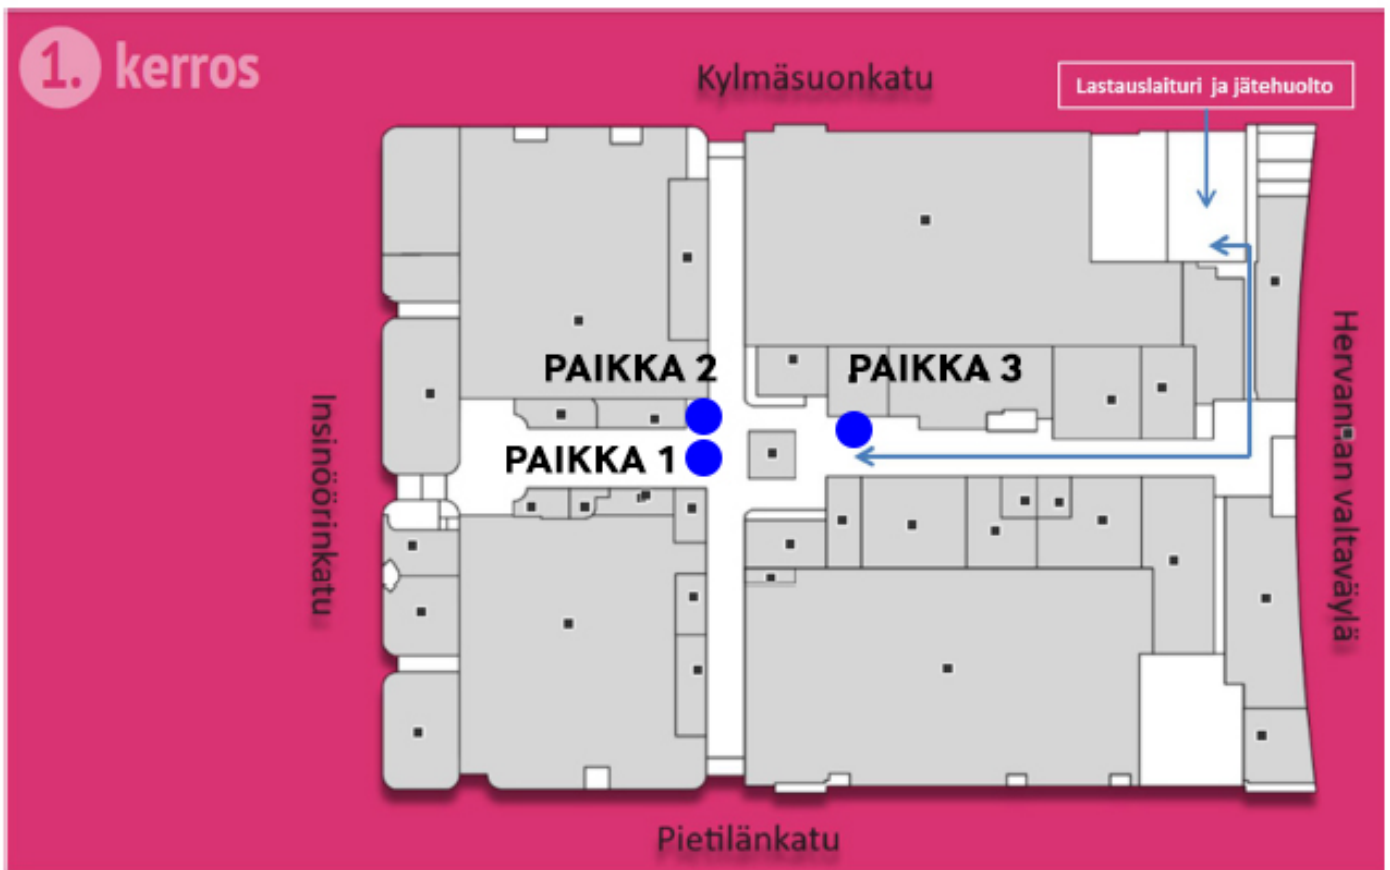 1. kerros
Kylmäsuonkatu
Lastauslaituri ja jätehuolto
PAIKKA 2
PAIKKA 3
PAIKKA 1
Insinöörinkatu
Hervannan valtaväylä
Pietilänkatu